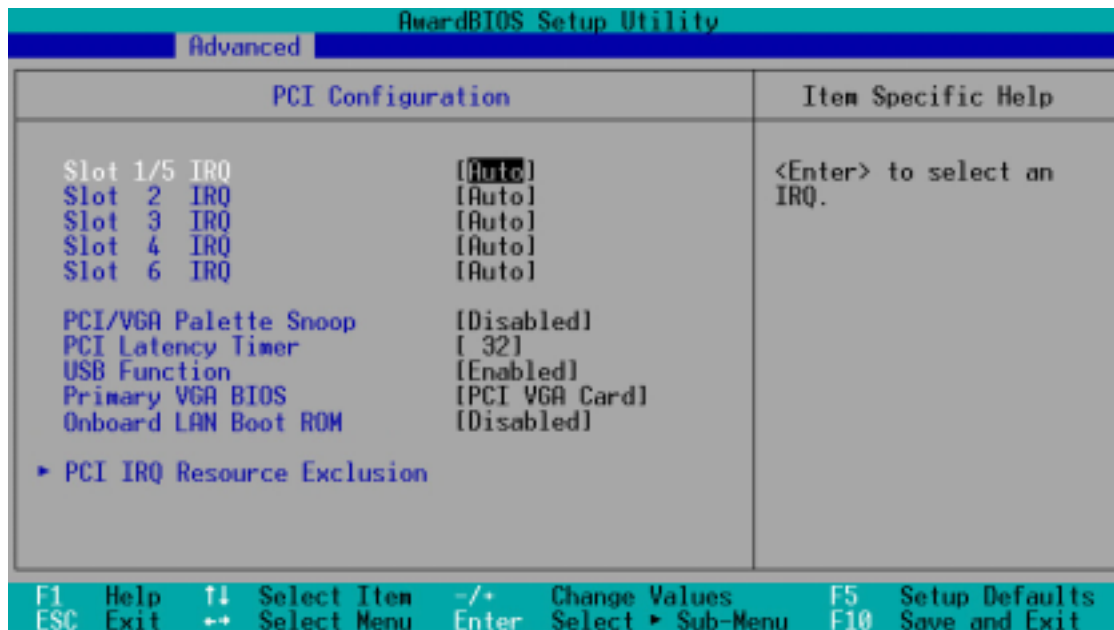 AwardBIOS Setup Utility
Advanced
PCI Configuration
Item Specific Help
Slot 1/5 IRQ [Auto]
Slot 2 IRQ [Auto]
Slot 3 IRQ [Auto]
Slot 4 IRQ [Auto]
Slot 6 IRQ [Auto]
PCI/VGA Palette Snoop [Disabled]
PCI Latency Timer [ 32]
USB Function [Enabled]
Primary VGA BIOS [PCI VGA Card]
Onboard LAN Boot ROM [Disabled]
► PCI IRQ Resource Exclusion
<Enter> to select an
IRQ.
F1 Help ↑↓ Select Item -/+ Change Values F5 Setup Defaults
ESC Exit ←→ Select Menu Enter Select ► Sub-Menu F10 Save and Exit